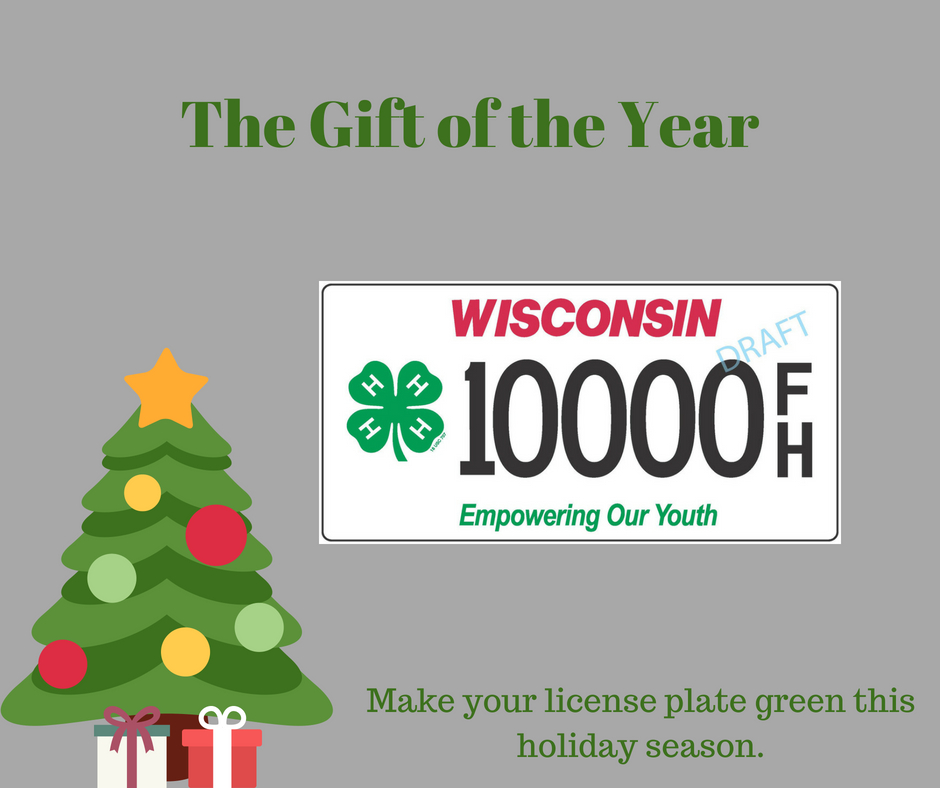 The Gift of the Year
WISCONSIN
DRAFT
H H
H H
10000
F
H
Empowering Our Youth
Make your license plate green this
holiday season.